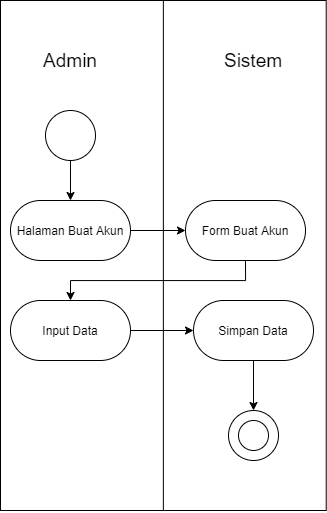 Admin
Sistem
Halaman Buat Akun
Form Buat Akun
Input Data
Simpan Data